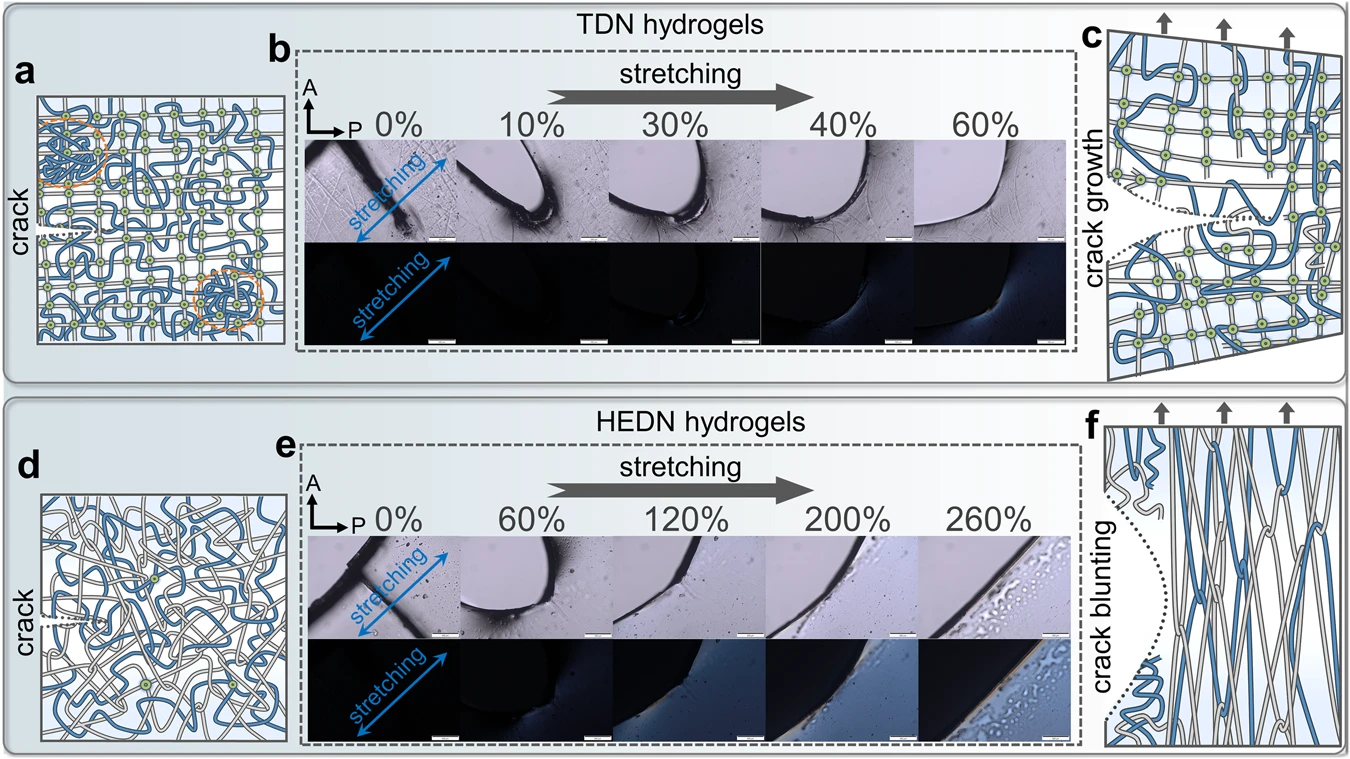 TDN hydrogels
a
crack
b
stretching
A
P
0% 10% 30% 40% 60%
stretching
stretching
c
crack growth
HEDN hydrogels
d
crack
e
stretching
A
P
0% 60% 120% 200% 260%
stretching
stretching
f
crack blunting